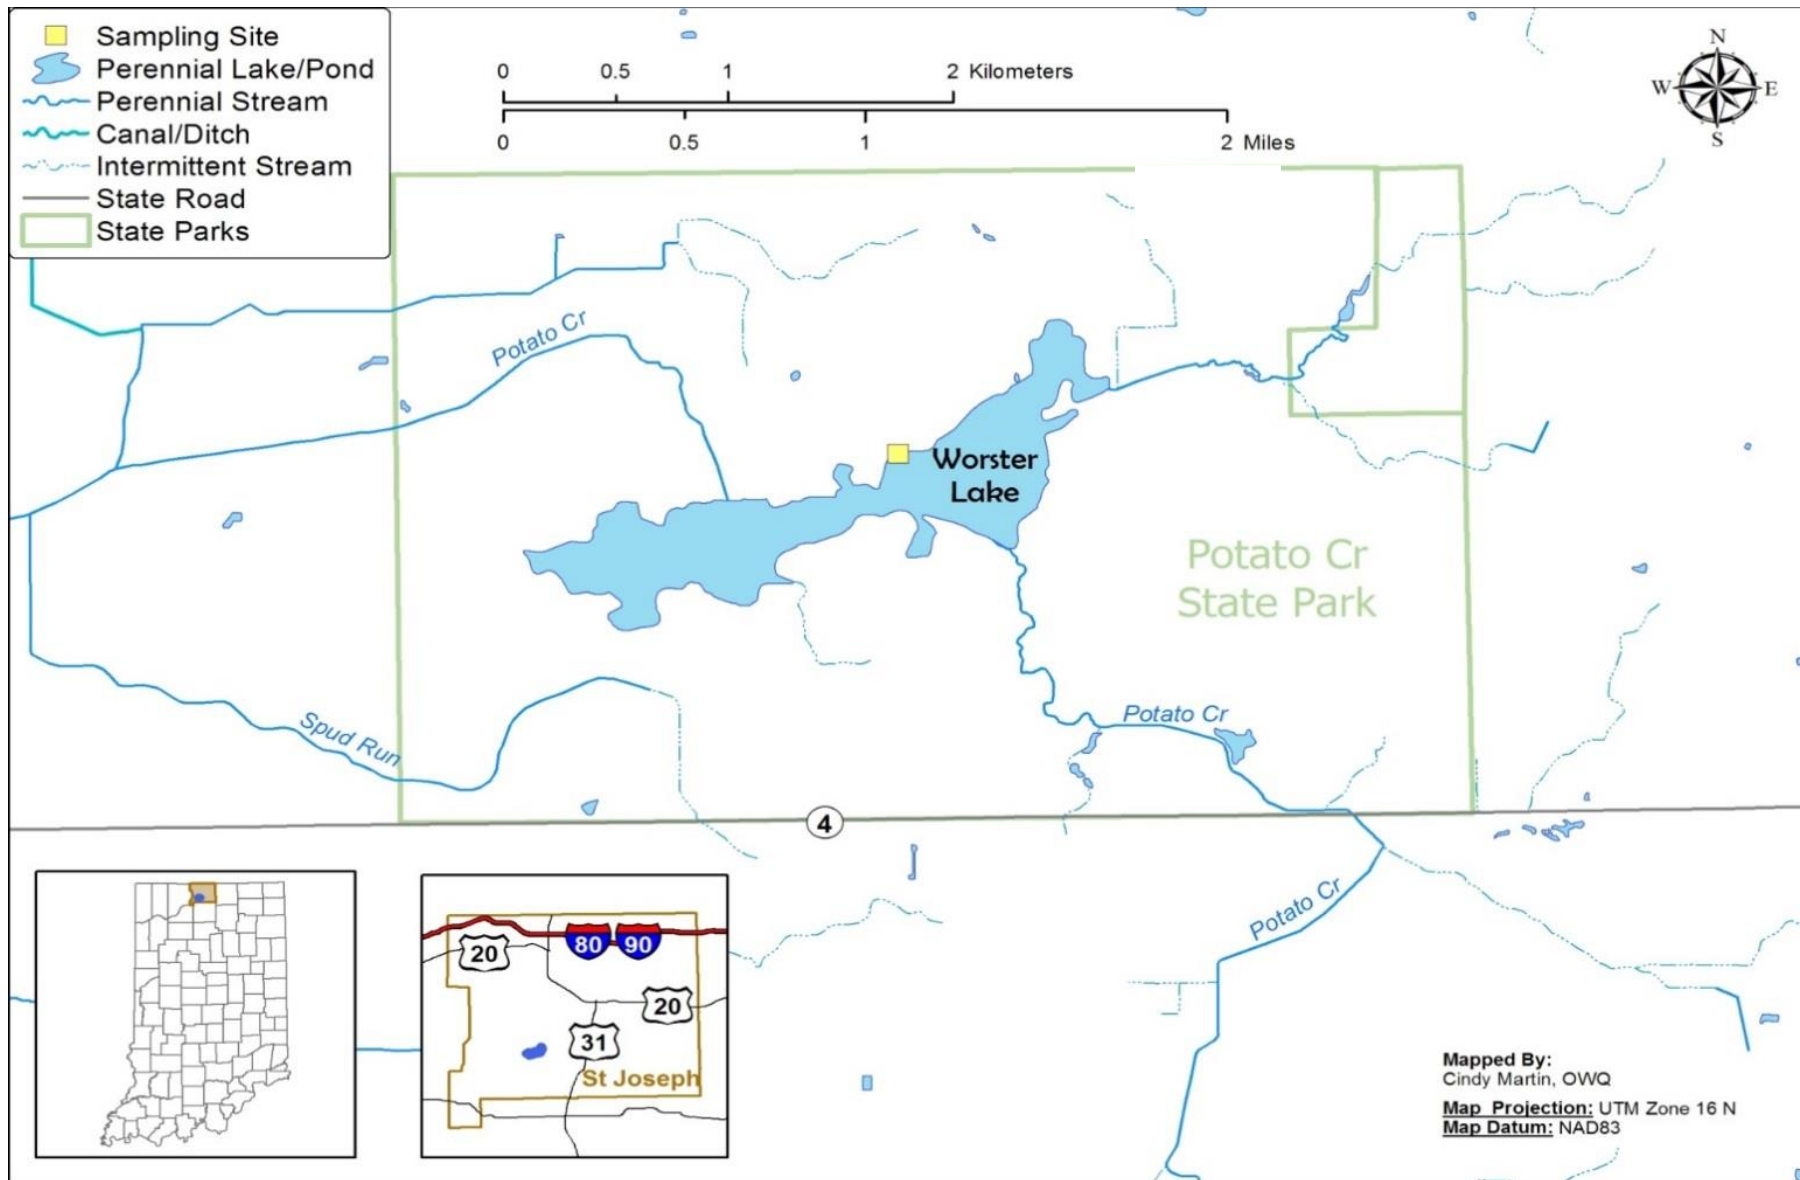 Sampling Site
Perennial Lake/Pond
Perennial Stream
Canal/Ditch
Intermittent Stream
State Road
State Parks
0 0.5 1 2 Kilometers
0 0.5 1 2 Miles
N
W E
S
Potato Cr
Worster
Lake
Potato Cr
State Park
Potato Cr
Spud Run
4
Potato Cr
80 90
20
20
31
St Joseph
Mapped By:
Cindy Martin, OWQ
Map Projection: UTM Zone 16 N
Map Datum: NAD83